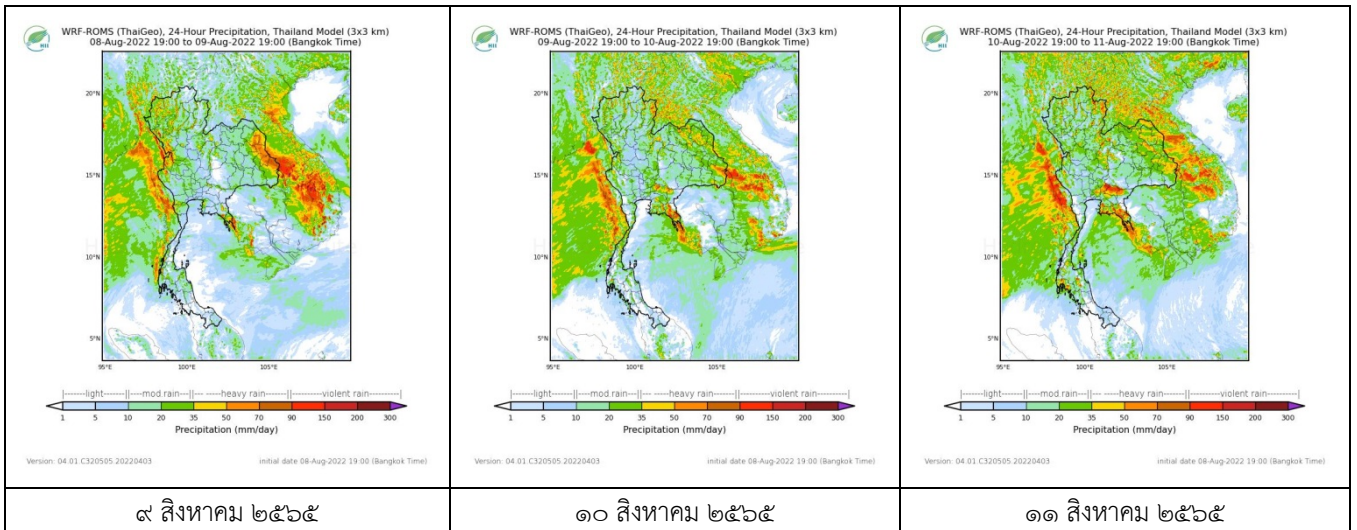 HII
WRF-ROMS (ThaiGeo), 24-Hour Precipitation, Thailand Model (3x3 km)
08-Aug-2022 19:00 to 09-Aug-2022 19:00 (Bangkok Time)
20°N
15°N
10°N
5°N
95°E 100°E 105°E
|-------light------||--mod.rain---||--- ---heavy rain---- --||-------violent rain-------|
1 5 10 20 35 50 70 90 150 200 300
Precipitation (mm/day)
Version: 04.01.C320505.20220403 initial date 08-Aug-2022 19:00 (Bangkok Time)
๙ สิงหาคม ๒๕๖๕
HII
WRF-ROMS (ThaiGeo), 24-Hour Precipitation, Thailand Model (3x3 km)
09-Aug-2022 19:00 to 10-Aug-2022 19:00 (Bangkok Time)
20°N
15°N
10°N
5°N
95°E 100°E 105°E
|-------light------||--mod.rain---||--- ---heavy rain---- --||-------violent rain-------|
1 5 10 20 35 50 70 90 150 200 300
Precipitation (mm/day)
Version: 04.01.C320505.20220403 initial date 08-Aug-2022 19:00 (Bangkok Time)
๑๐ สิงหาคม ๒๕๖๕
HII
WRF-ROMS (ThaiGeo), 24-Hour Precipitation, Thailand Model (3x3 km)
10-Aug-2022 19:00 to 11-Aug-2022 19:00 (Bangkok Time)
20°N
15°N
10°N
5°N
95°E 100°E 105°E
|-------light------||--mod.rain---||--- ---heavy rain---- --||-------violent rain-------|
1 5 10 20 35 50 70 90 150 200 300
Precipitation (mm/day)
Version: 04.01.C320505.20220403 initial date 08-Aug-2022 19:00 (Bangkok Time)
๑๑ สิงหาคม ๒๕๖๕